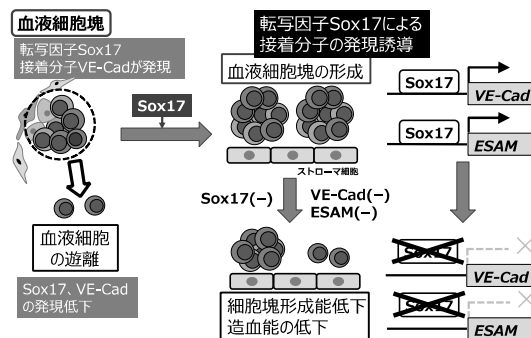 血液細胞塊
転写因子Sox17
接着分子VE-Cadが発現
血液細胞
の遊離
Sox17、VE-Cad
の発現低下
Sox17
転写因子Sox17による
接着分子の発現誘導
血液細胞塊の形成
ストローマ細胞
Sox17(−)
VE-Cad(−)
ESAM(−)
細胞塊形成能低下
造血能の低下
Sox17
VE-Cad
Sox17
ESAM
Sox17
VE-Cad
Sox17
ESAM